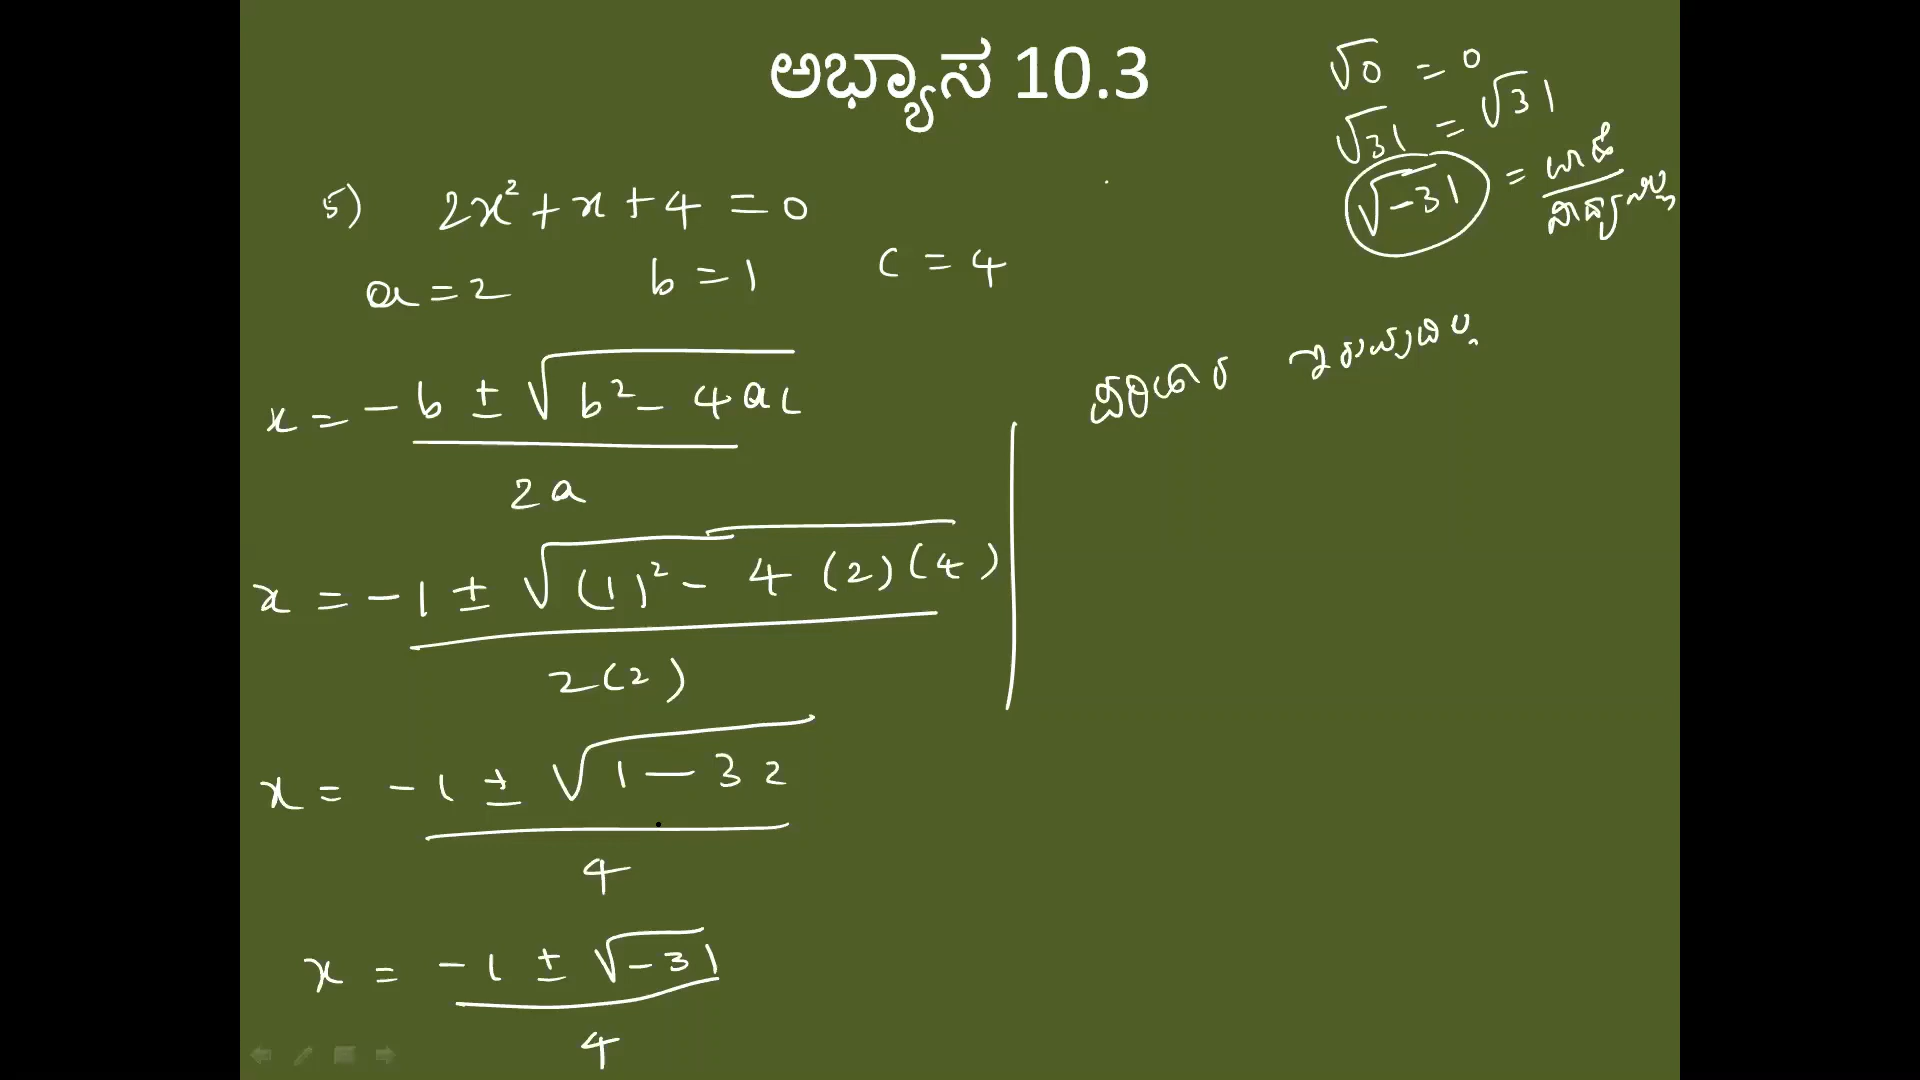 ಅಭ್ಯಾಸ 10.3
√0 = 0
√31 = √31
√-31 =
5) 2x² + x + 4 = 0
a = 2 b = 1 c = 4
x = -b ± √b² - 4ac
2a
x = -1 ± √(1)² - 4 (2)(4)
2(2)
x = -1 ± √1 - 32
4
x = -1 ± √-31
4